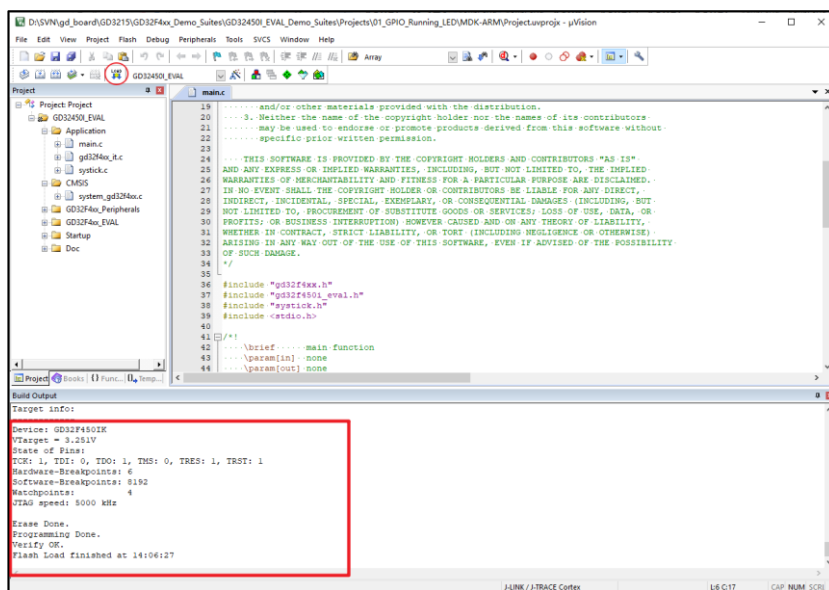 D:\SVN\gd_board\GD3215\GD32F4xx_Demo_Suites\GD32450I_EVAL_Demo_Suites\Projects\01_GPIO_Running_LED\MDK-ARM\Project.uvprojx - µVision
File Edit View Project Flash Debug Peripherals Tools SVCS Window Help
Array
LOAD
GD32450I_EVAL
Project
main.c
Project: Project
GD32450I_EVAL
Application
main.c
gd32f4xx_it.c
systick.c
CMSIS
system_gd32f4xx.c
GD32F4xx_Peripherals
GD32F4xx_EVAL
Startup
Doc
Project Books {} Func... Temp...
19 and/or other materials provided with the distribution.
20 3. Neither the name of the copyright holder nor the names of its contributors
21 may be used to endorse or promote products derived from this software without
22 specific prior written permission.
23
24 THIS SOFTWARE IS PROVIDED BY THE COPYRIGHT HOLDERS AND CONTRIBUTORS "AS IS"
25 AND ANY EXPRESS OR IMPLIED WARRANTIES, INCLUDING, BUT NOT LIMITED TO, THE IMPLIED
26 WARRANTIES OF MERCHANTABILITY AND FITNESS FOR A PARTICULAR PURPOSE ARE DISCLAIMED.
27 IN NO EVENT SHALL THE COPYRIGHT HOLDER OR CONTRIBUTORS BE LIABLE FOR ANY DIRECT,
28 INDIRECT, INCIDENTAL, SPECIAL, EXEMPLARY, OR CONSEQUENTIAL DAMAGES (INCLUDING, BUT
29 NOT LIMITED TO, PROCUREMENT OF SUBSTITUTE GOODS OR SERVICES; LOSS OF USE, DATA, OR
30 PROFITS; OR BUSINESS INTERRUPTION) HOWEVER CAUSED AND ON ANY THEORY OF LIABILITY,
31 WHETHER IN CONTRACT, STRICT LIABILITY, OR TORT (INCLUDING NEGLIGENCE OR OTHERWISE)
32 ARISING IN ANY WAY OUT OF THE USE OF THIS SOFTWARE, EVEN IF ADVISED OF THE POSSIBILITY
33 OF SUCH DAMAGE.
34 */
35
36 #include "gd32f4xx.h"
37 #include "gd32f450i_eval.h"
38 #include "systick.h"
39 #include <stdio.h>
40
41 /*!
42 \brief main function
43 \param[in] none
44 \param[out] none
Build Output
Target info:
------------
Device: GD32F450IK
VTarget = 3.251V
State of Pins:
TCK: 1, TDI: 0, TDO: 1, TMS: 0, TRES: 1, TRST: 1
Hardware-Breakpoints: 6
Software-Breakpoints: 8192
Watchpoints: 4
JTAG speed: 5000 kHz

Erase Done.
Programming Done.
Verify OK.
Flash Load finished at 14:06:27
J-LINK / J-TRACE Cortex L:6 C:17 CAP NUM SCRL